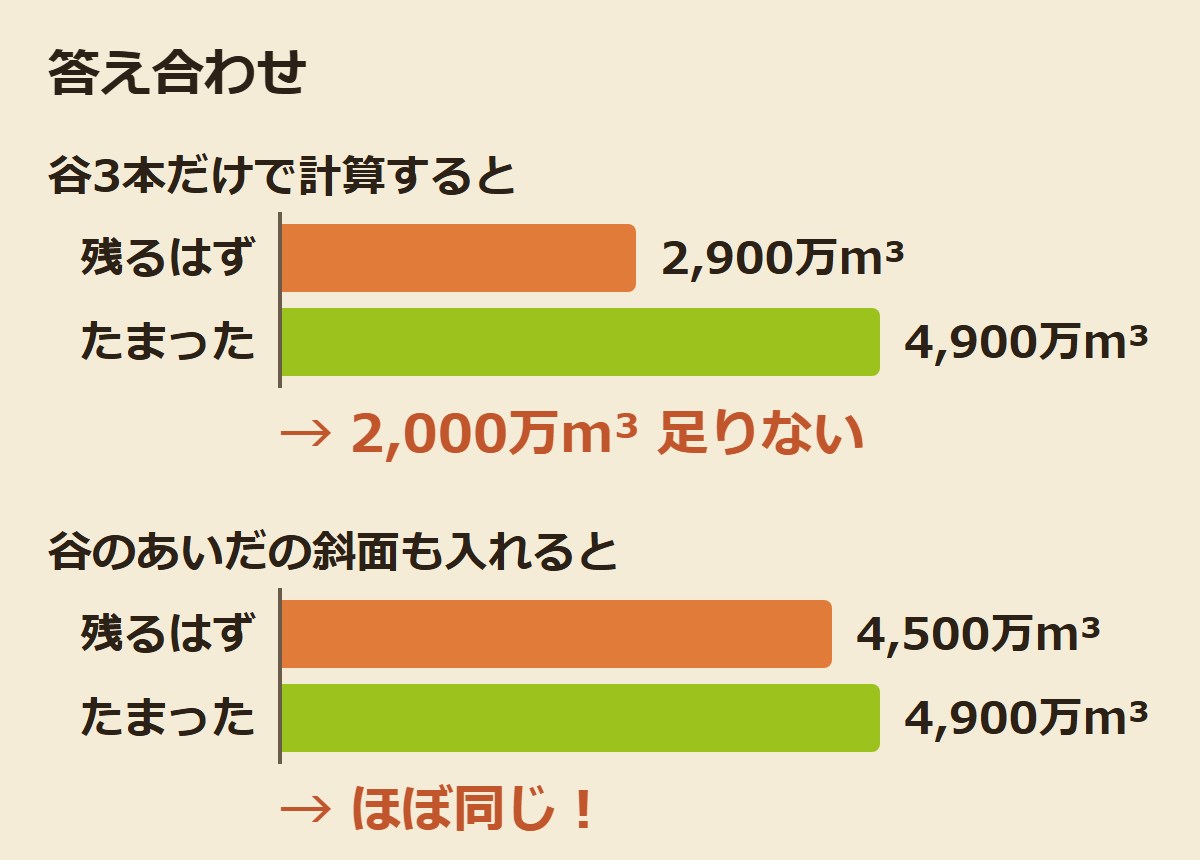 答え合わせ
谷3本だけで計算すると
残るはず 2,900万m³
たまった 4,900万m³
→ 2,000万m³ 足りない
谷のあいだの斜面も入れると
残るはず 4,500万m³
たまった 4,900万m³
→ ほぼ同じ！